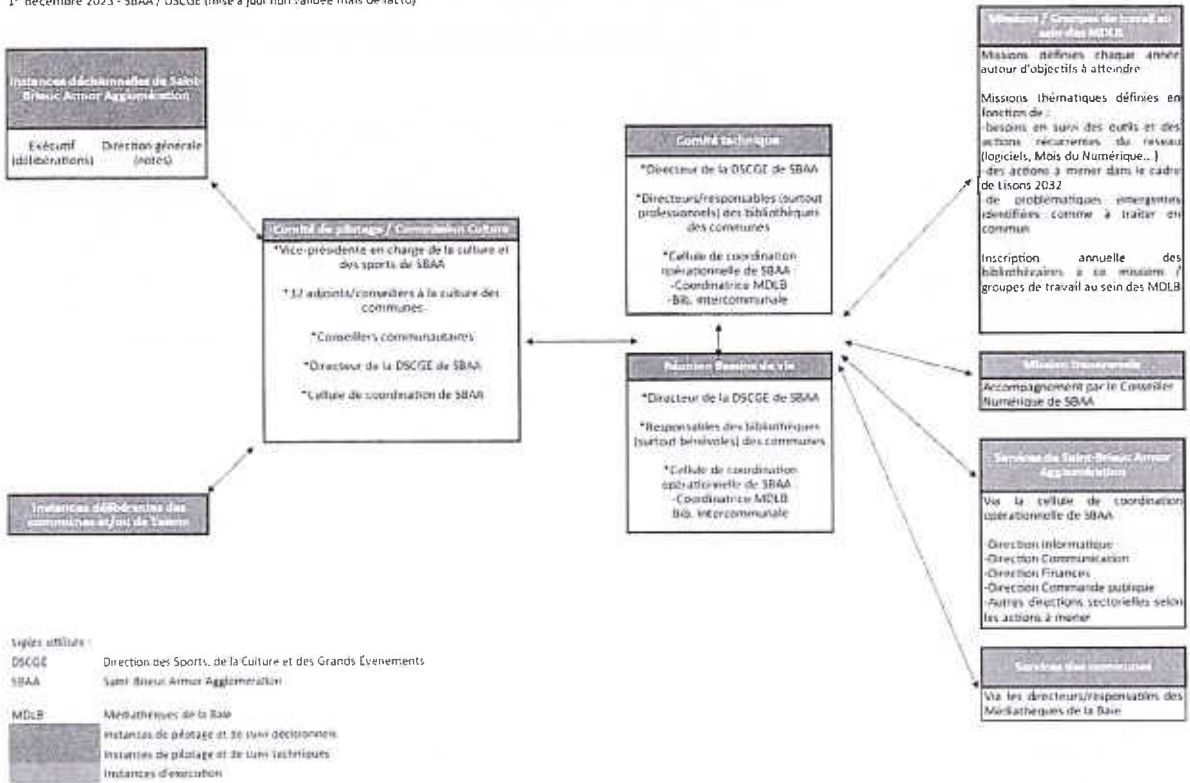 1° décembre 2023 - SBAA / DSCGE (mise à jour non validée mais de facto)
Instances décisionnelles de Saint-
Brieuc Armor Agglomération
Exécutif Direction générale
(délibérations) (notes)
Comité de pilotage / Commission Culture
*Vice-présidente en charge de la culture et
des sports de SBAA
*32 adjoints/conseillers à la culture des
communes
*Conseillers communautaires
*Directeur de la DSCGE de SBAA
*Cellule de coordination de SBAA
Instances délibérantes des
communes et/ou de
Comité technique
*Directeur de la DSCGE de SBAA
*Directeurs/responsables (surtout
professionnels) des bibliothèques
des communes
*Cellule de coordination
opérationnelle de SBAA
-Coordinatrice MDLB
-Bib. intercommunale
Réunion Bassins de vie
*Directeur de la DSCGE de SBAA
*Responsables des bibliothèques
(surtout bénévoles) des communes
*Cellule de coordination
opérationnelle de SBAA
-Coordinatrice MDLB
Bib. intercommunale
Missions / Groupes de travail au
sein des MDLB
Missions définies chaque année
autour d'objectifs à atteindre
Missions thématiques définies en
fonction de :
-besoins en suivi des outils et des
actions récurrentes du réseau
(logiciels, Mois du Numérique...)
-des actions à mener dans le cadre
de Lisons 2032
-de problématiques émergentes
identifiées comme à traiter en
commun
Inscription annuelle des
bibliothécaires à ces missions /
groupes de travail au sein des MDLB
Mission transversale
Accompagnement par le Conseiller
Numérique de SBAA
Services de Saint-Brieuc Armor
Agglomération
Via la cellule de coordination
opérationnelle de SBAA
-Direction Informatique
-Direction Communication
-Direction Finances
-Direction Commande publique
-Autres directions sectorielles selon
les actions à mener
Services des communes
Via les directeurs/responsables des
Médiathèques de la Baie
Sigles utilisés :
DSCGE Direction des Sports, de la Culture et des Grands Évenements
SBAA Saint Brieuc Armor Agglomération
MDLB Médiathèques de la Baie
Instances de pilotage et de suivi décisionnels
Instances de pilotage et de suivi techniques
Instances d'exécution